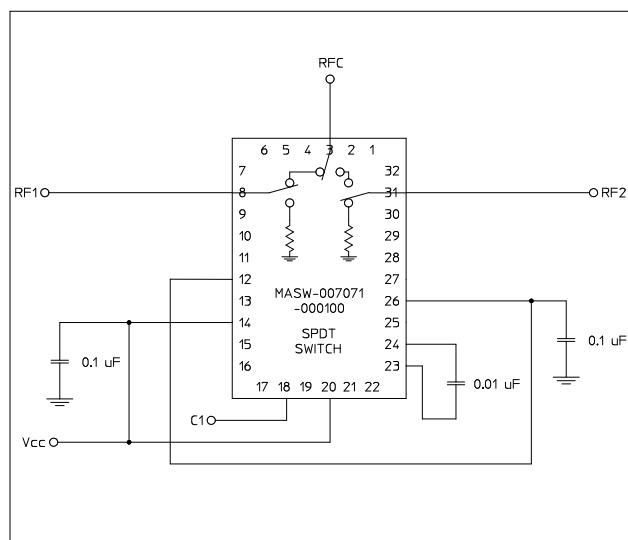 RFC
6 5 4 3 2 1
7 32
RF1 8 31 RF2
9 30
10 29
11 28
12 27
MASW-007071
13 26
-000100
14 25
SPDT
15 24
SWITCH
16 23
0.1 uF
0.1 uF
0.01 uF
17 18 19 20 21 22
C1
Vcc